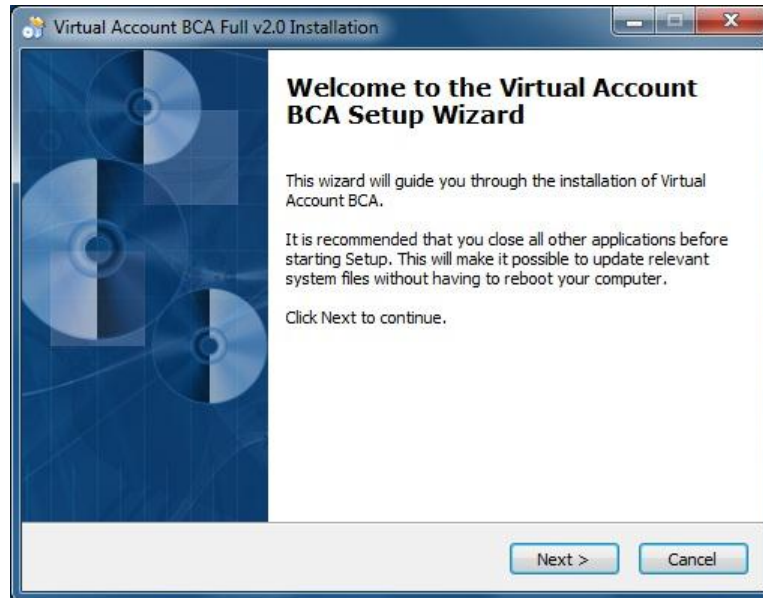 Virtual Account BCA Full v2.0 Installation
Welcome to the Virtual Account
BCA Setup Wizard
This wizard will guide you through the installation of Virtual
Account BCA.
It is recommended that you close all other applications before
starting Setup. This will make it possible to update relevant
system files without having to reboot your computer.
Click Next to continue.
Next >
Cancel